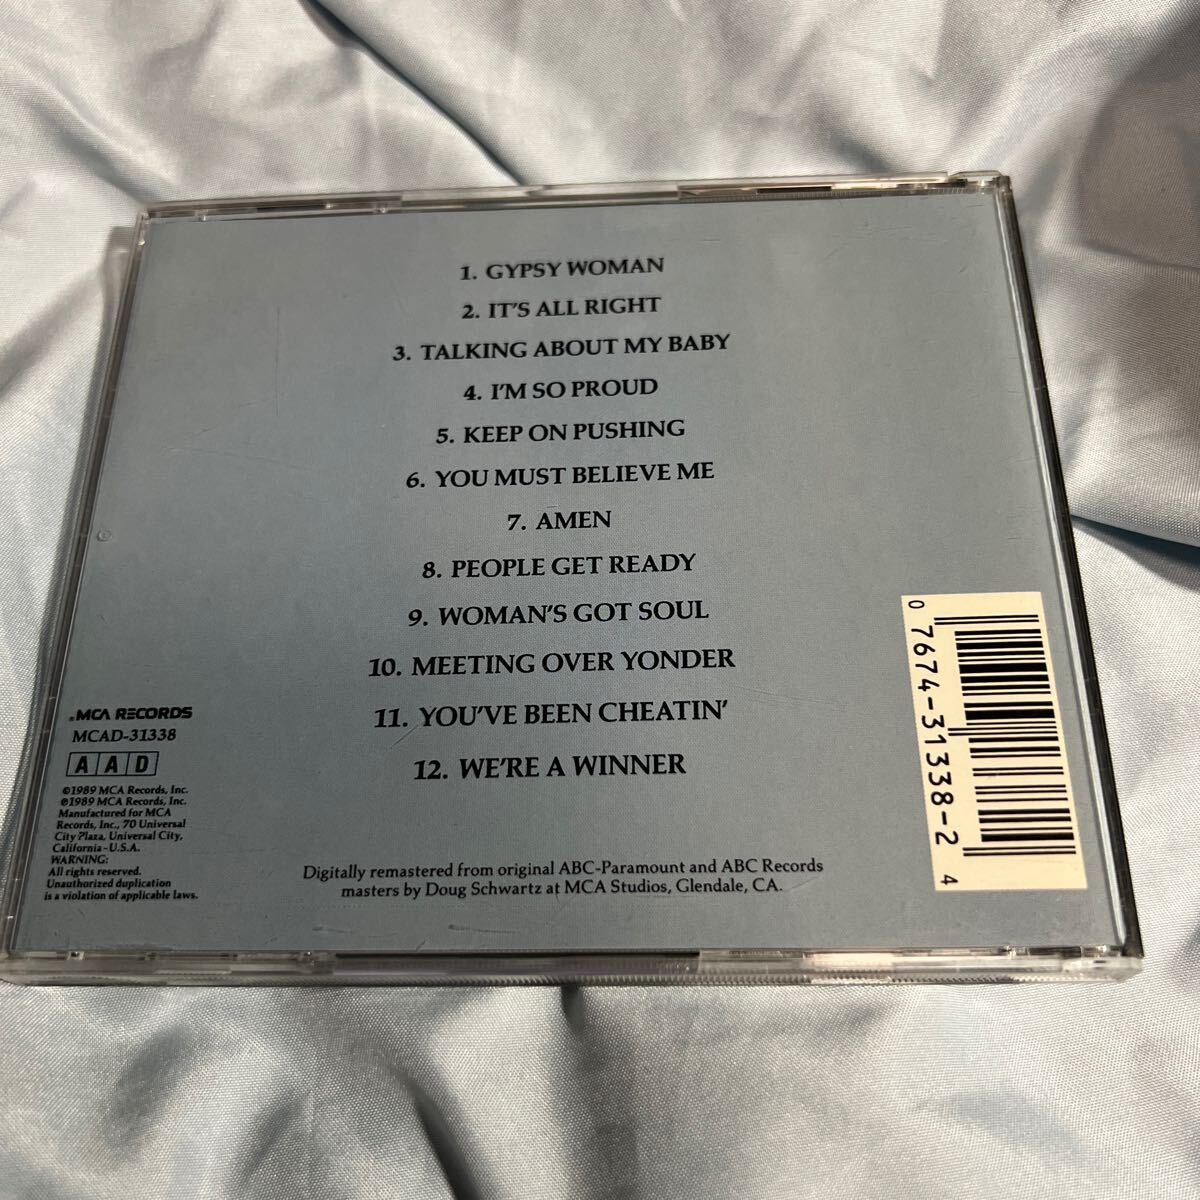 1. GYPSY WOMAN
2. IT'S ALL RIGHT
3. TALKING ABOUT MY BABY
4. I'M SO PROUD
5. KEEP ON PUSHING
6. YOU MUST BELIEVE ME
7. AMEN
8. PEOPLE GET READY
9. WOMAN'S GOT SOUL
10. MEETING OVER YONDER
11. YOU'VE BEEN CHEATIN'
12. WE'RE A WINNER
MCA RECORDS
MCAD-31338
AAD
©1989 MCA Records, Inc.
℗1989 MCA Records, Inc.
Manufactured for MCA
Records, Inc., 70 Universal
City Plaza, Universal City,
California - U.S.A.
WARNING:
All rights reserved.
Unauthorized duplication
is a violation of applicable laws.
Digitally remastered from original ABC-Paramount and ABC Records
masters by Doug Schwartz at MCA Studios, Glendale, CA.
0 7674-31338-2 4